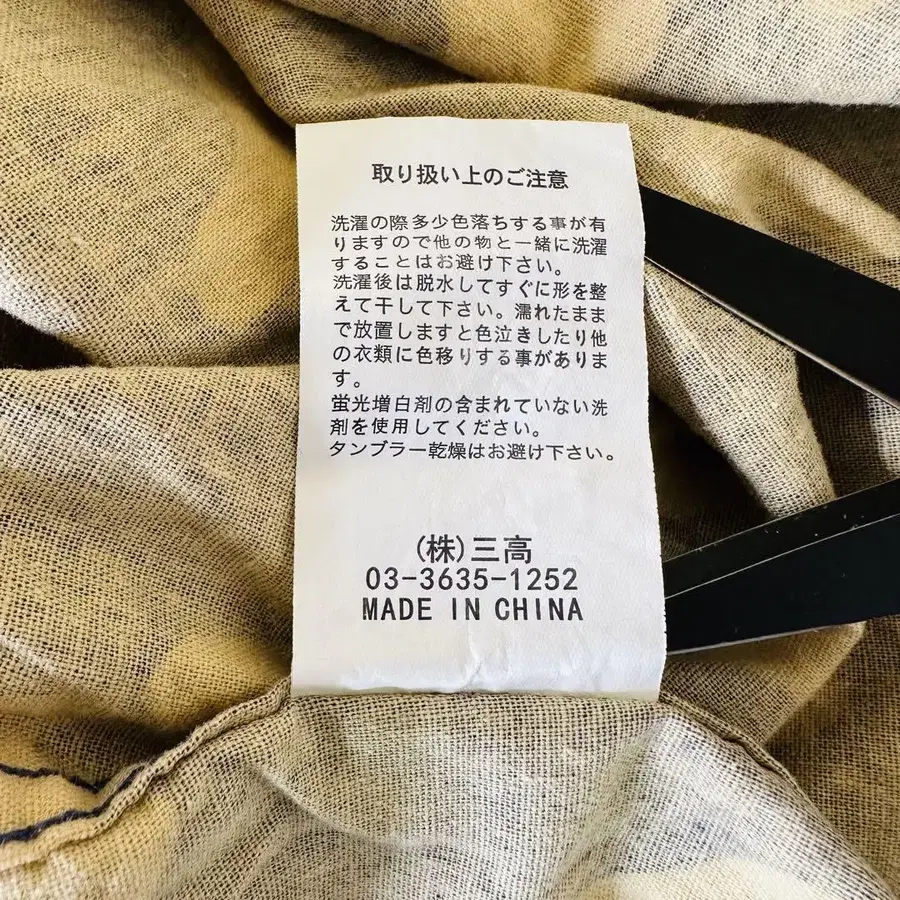 取り扱い上のご注意
洗濯の際多少色落ちする事が有
りますので他の物と一緒に洗濯
することはお避け下さい。
洗濯後は脱水してすぐに形を整
えて干して下さい。濡れたまま
で放置しますと色泣きしたり他
の衣類に色移りする事がありま
す。
蛍光増白剤の含まれていない洗
剤を使用してください。
タンブラー乾燥はお避け下さい。
(株)三高
03-3635-1252
MADE IN CHINA